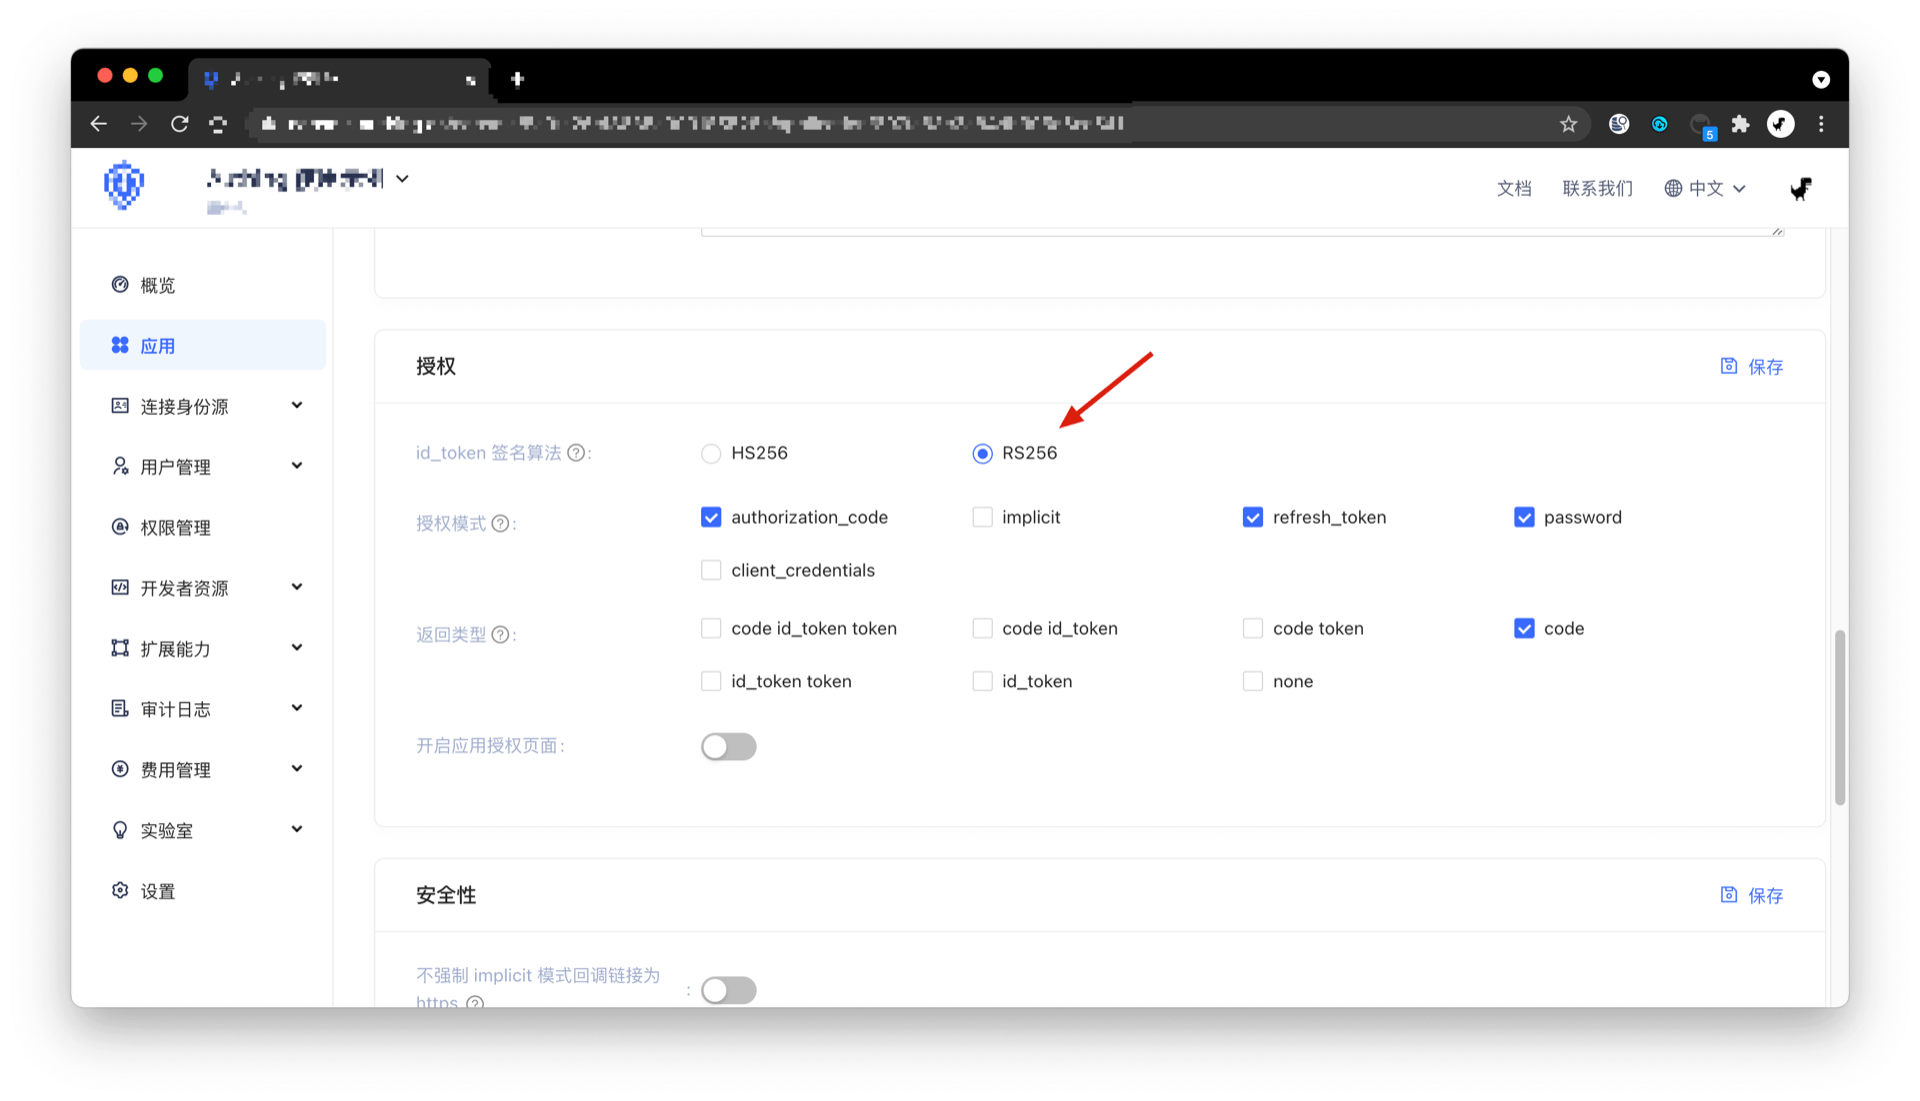 5
文档
联系我们
中文
概览
应用
连接身份源
用户管理
权限管理
开发者资源
扩展能力
审计日志
费用管理
实验室
设置
授权
保存
id_token 签名算法 ? :
HS256
RS256
授权模式 ? :
authorization_code
implicit
refresh_token
password
client_credentials
返回类型 ? :
code id_token token
code id_token
code token
code
id_token token
id_token
none
开启应用授权页面 :
安全性
保存
不强制 implicit 模式回调链接为
https ? :